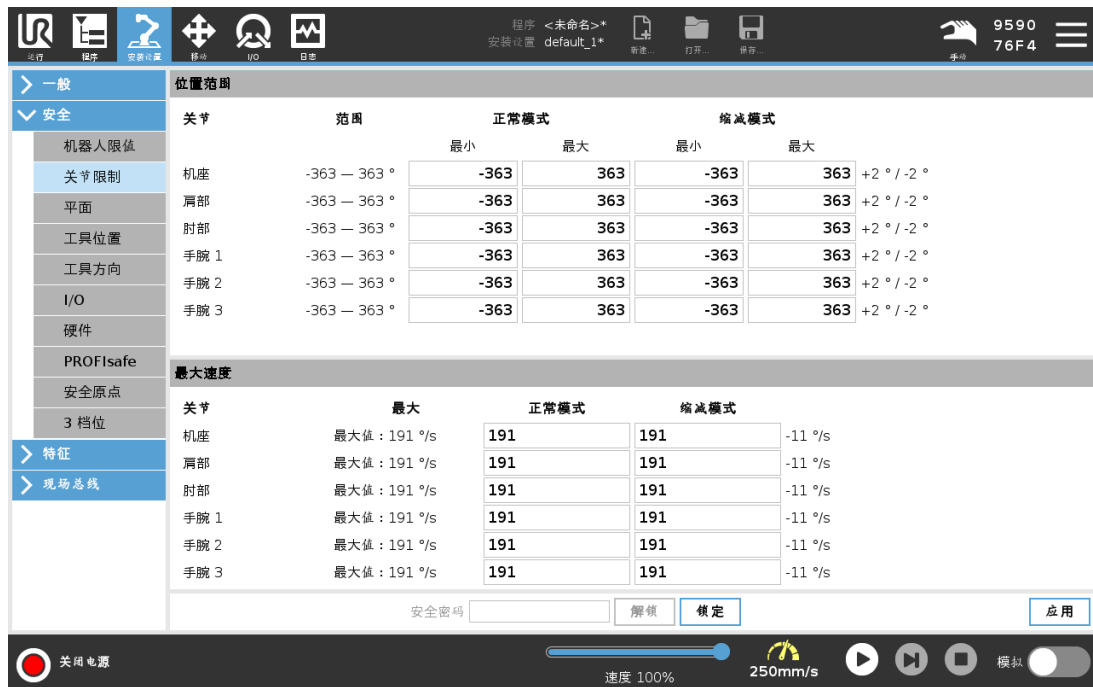 程序 <未命名>*
安装设置 default_1*
运行 程序 安装设置 移动 I/O 日志 新建... 打开... 保存... 手动
9590
76F4
一般
安全
机器人限值
关节限制
平面
工具位置
工具方向
I/O
硬件
PROFIsafe
安全原点
3 档位
特征
现场总线
位置范围
关节 范围 正常模式 缩减模式
最小 最大 最小 最大
机座 -363 — 363 ° -363 363 -363 363 +2 ° / -2 °
肩部 -363 — 363 ° -363 363 -363 363 +2 ° / -2 °
肘部 -363 — 363 ° -363 363 -363 363 +2 ° / -2 °
手腕 1 -363 — 363 ° -363 363 -363 363 +2 ° / -2 °
手腕 2 -363 — 363 ° -363 363 -363 363 +2 ° / -2 °
手腕 3 -363 — 363 ° -363 363 -363 363 +2 ° / -2 °
最大速度
关节 最大 正常模式 缩减模式
机座 最大值：191 °/s 191 191 -11 °/s
肩部 最大值：191 °/s 191 191 -11 °/s
肘部 最大值：191 °/s 191 191 -11 °/s
手腕 1 最大值：191 °/s 191 191 -11 °/s
手腕 2 最大值：191 °/s 191 191 -11 °/s
手腕 3 最大值：191 °/s 191 191 -11 °/s
安全密码 解锁 锁定 应用
关闭电源
速度 100%
250mm/s
模拟